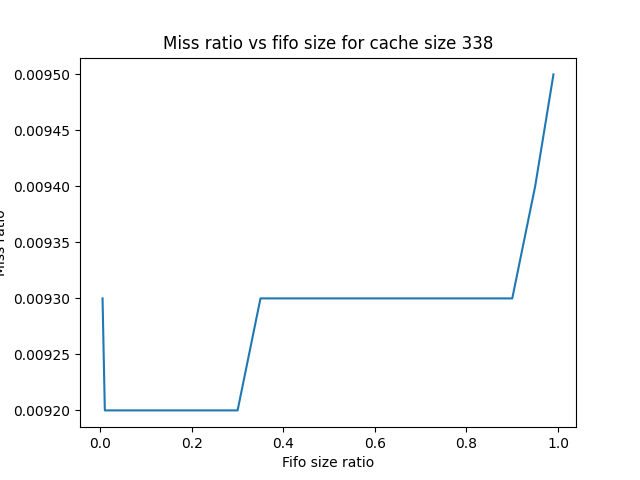 Miss ratio vs fifo size for cache size 338
0.00950
0.00945
0.00940
0.00935
0.00930
0.00925
0.00920
Miss ratio
0.0 0.2 0.4 0.6 0.8 1.0
Fifo size ratio